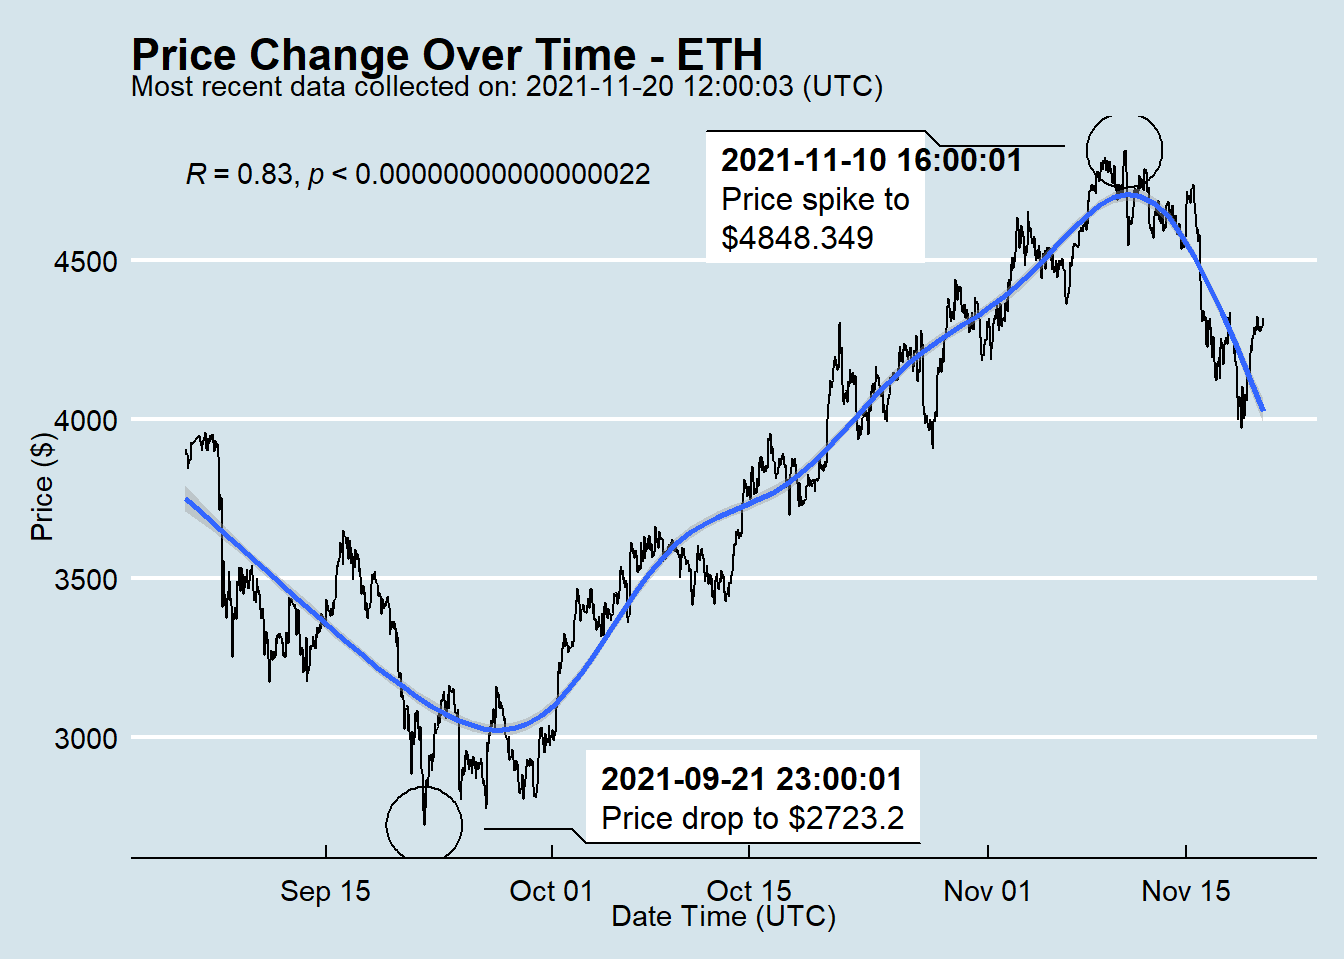 Price Change Over Time - ETH
Most recent data collected on: 2021-11-20 12:00:03 (UTC)
R = 0.83, p < 0.00000000000000022
2021-11-10 16:00:01
Price spike to
$4848.349
4500
4000
3500
3000
Price ($)
2021-09-21 23:00:01
Price drop to $2723.2
Sep 15
Oct 01
Oct 15
Nov 01
Nov 15
Date Time (UTC)